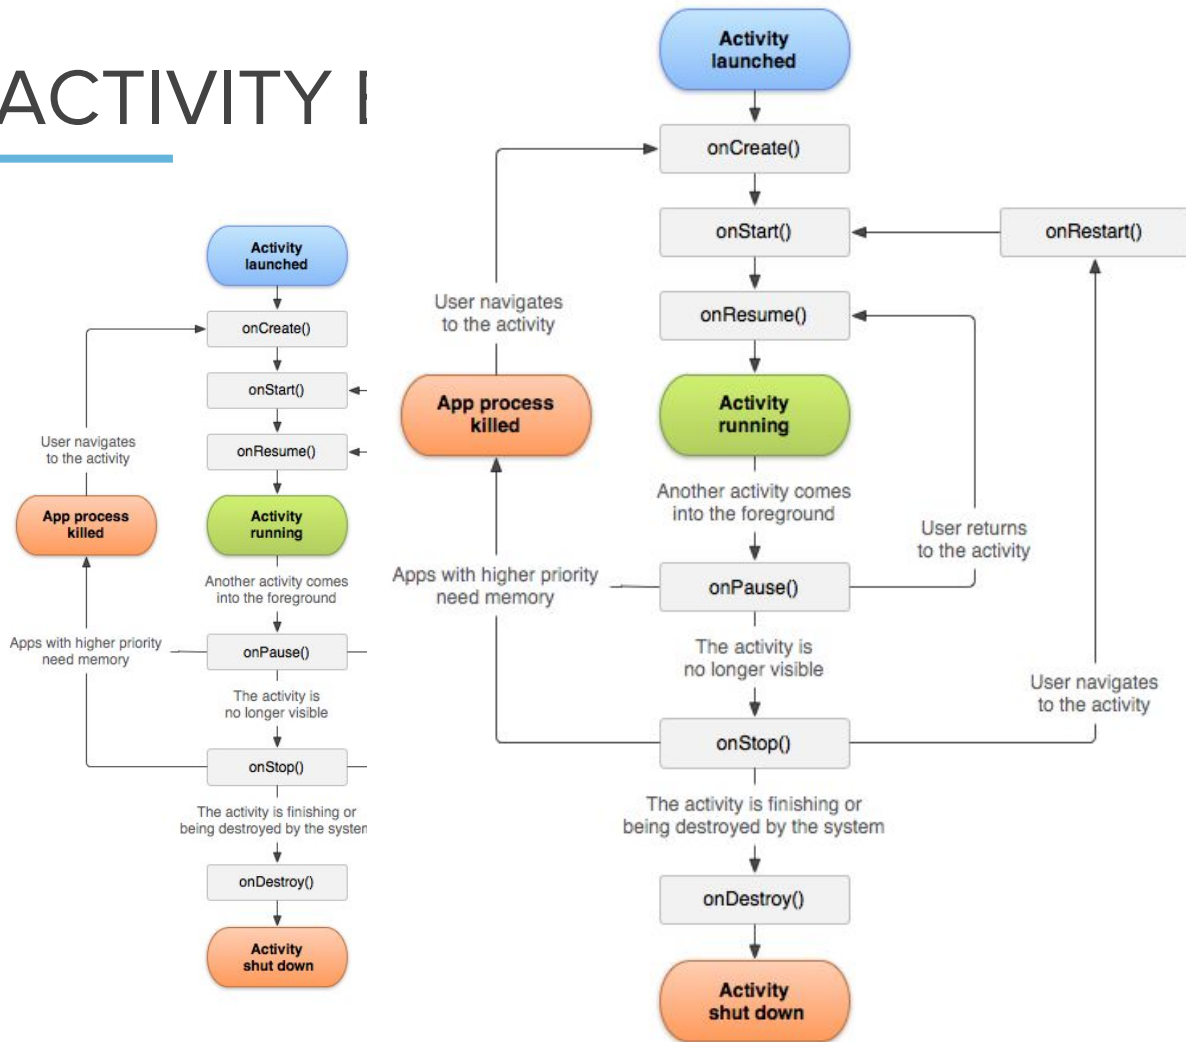 ACTIVITY
Activity
launched
onCreate()
onStart()
onResume()
User navigates
to the activity
App process
killed
Activity
running
Another activity comes
into the foreground
Apps with higher priority
need memory
onPause()
The activity is
no longer visible
onStop()
The activity is finishing or
being destroyed by the system
onDestroy()
Activity
shut down
Activity
launched
onCreate()
onStart()
onRestart()
User navigates
to the activity
onResume()
App process
killed
Activity
running
Another activity comes
into the foreground
User returns
to the activity
Apps with higher priority
need memory
onPause()
The activity is
no longer visible
User navigates
to the activity
onStop()
The activity is finishing or
being destroyed by the system
onDestroy()
Activity
shut down